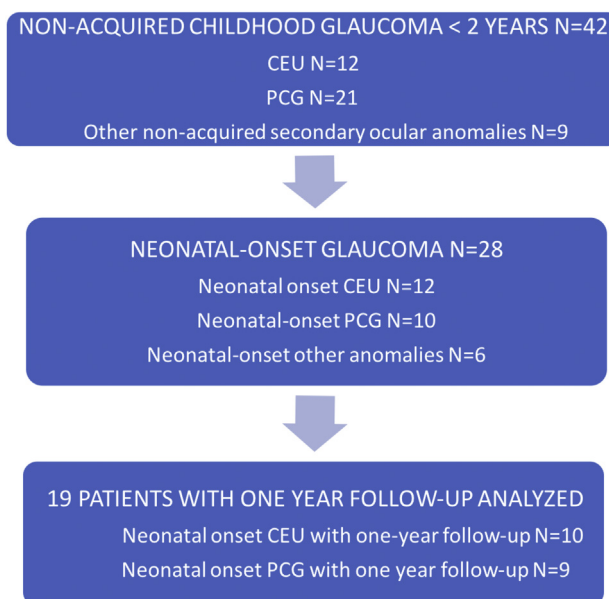 NON-ACQUIRED CHILDHOOD GLAUCOMA < 2 YEARS N=42
CEU N=12
PCG N=21
Other non-acquired secondary ocular anomalies N=9
NEONATAL-ONSET GLAUCOMA N=28
Neonatal onset CEU N=12
Neonatal-onset PCG N=10
Neonatal-onset other anomalies N=6
19 PATIENTS WITH ONE YEAR FOLLOW-UP ANALYZED
Neonatal onset CEU with one-year follow-up N=10
Neonatal onset PCG with one year follow-up N=9